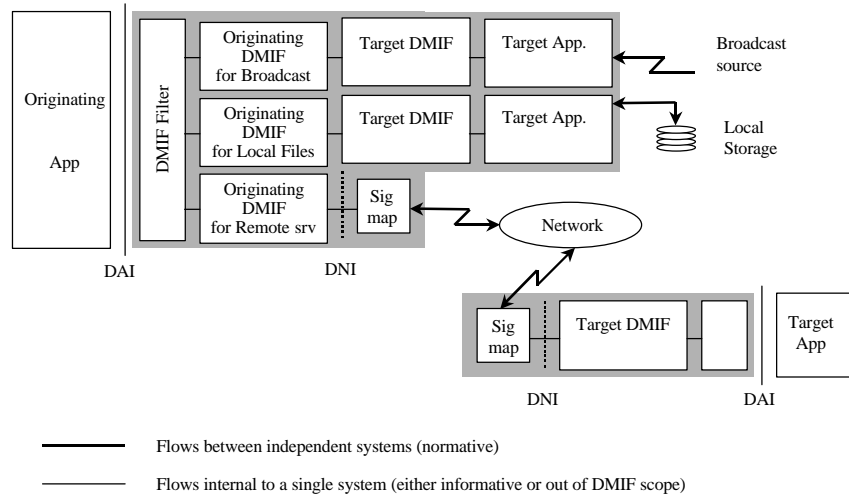 Originating
App
DMIF Filter
Originating
DMIF
for Broadcast
Target DMIF
Target App.
Broadcast
source
Originating
DMIF
for Local Files
Target DMIF
Target App.
Local
Storage
Originating
DMIF
for Remote srv
Sig
map
Network
DAI
DNI
Sig
map
Target DMIF
Target
App
DNI
DAI
Flows between independent systems (normative)
Flows internal to a single system (either informative or out of DMIF scope)